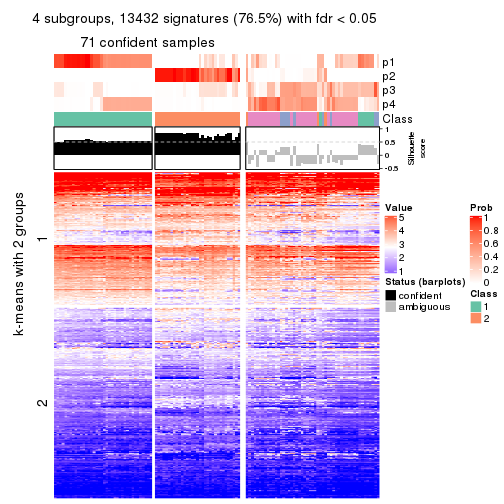 4 subgroups, 13432 signatures (76.5%) with fdr < 0.05
71 confident samples
p1
p2
p3
p4
Class
1
0.5
0
-0.5
Silhouette
score
k-means with 2 groups
1
2
Value
5
4
3
2
1
Status (barplots)
confident
ambiguous
Prob
1
0.8
0.6
0.4
0.2
0
Class
1
2